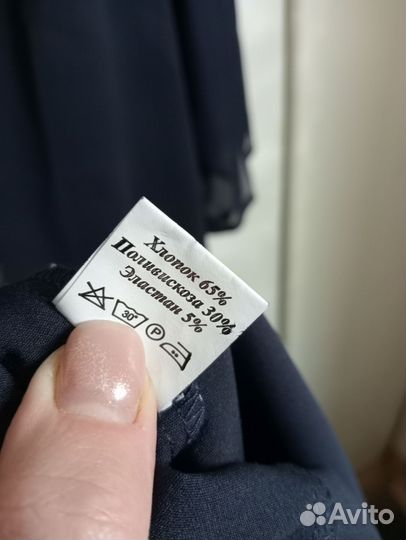 Хлопок 65%
Поливискоза 30%
Эластан 5%
30°
P
Avito